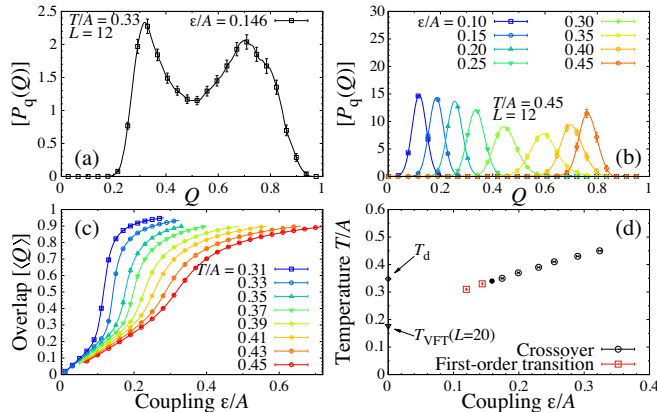 T/A = 0.33
L = 12
ε/A = 0.146
[P_q(Q)]
2.5
2
1.5
1
0.5
0
(a)
0 0.2 0.4 0.6 0.8 1
Q
ε/A = 0.10
0.15
0.20
0.25
0.30
0.35
0.40
0.45
T/A = 0.45
L = 12
[P_q(Q)]
30
25
20
15
10
5
0
(b)
0 0.2 0.4 0.6 0.8 1
Q
(c)
Overlap [⟨Q⟩]
1
0.9
0.8
0.7
0.6
0.5
0.4
0.3
0.2
0.1
0
T/A = 0.31
0.33
0.35
0.37
0.39
0.41
0.43
0.45
0 0.2 0.4 0.6
Coupling ε/A
(d)
Temperature T/A
0.6
0.5
0.4
0.3
0.2
0.1
0
T_d
T_VFT(L=20)
Crossover
First-order transition
0 0.1 0.2 0.3 0.4
Coupling ε/A